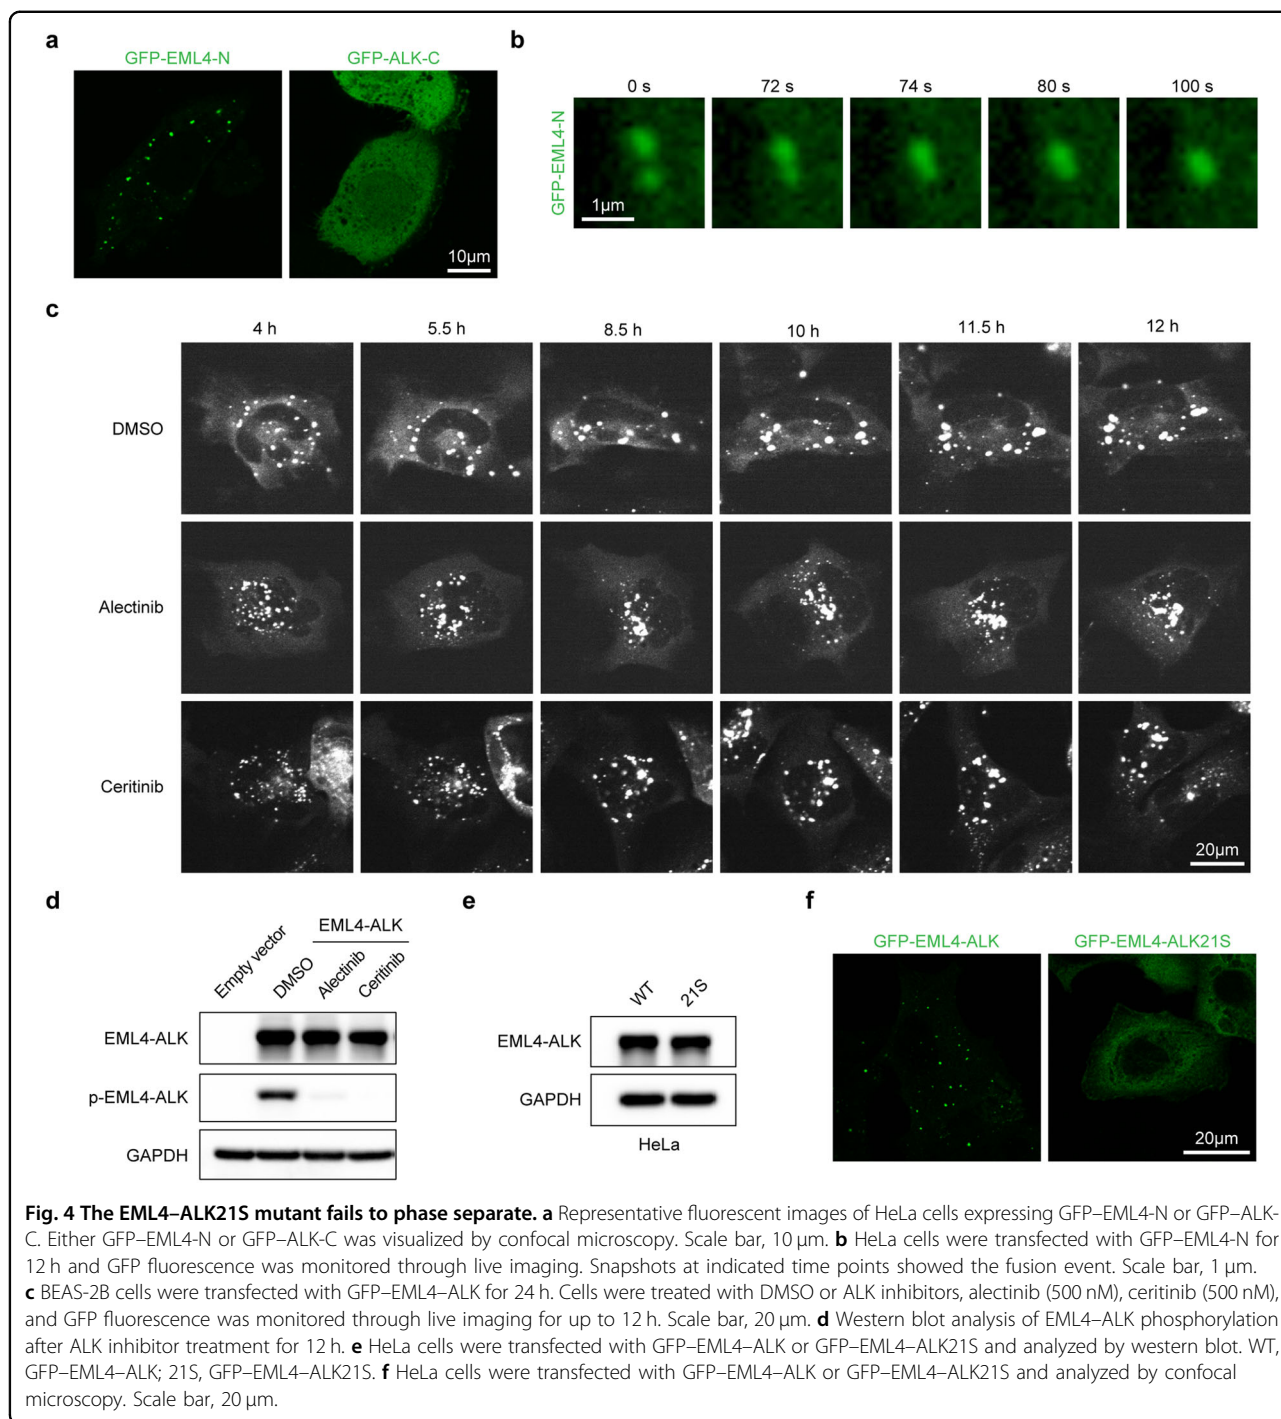 a
GFP-EML4-N
GFP-ALK-C
10µm
b
0 s
72 s
74 s
80 s
100 s
GFP-EML4-N
1µm
c
4 h
5.5 h
8.5 h
10 h
11.5 h
12 h
DMSO
Alectinib
Ceritinib
20µm
d
EML4-ALK
Empty vector
DMSO
Alectinib
Ceritinib
EML4-ALK
p-EML4-ALK
GAPDH
e
WT
21S
EML4-ALK
GAPDH
HeLa
f
GFP-EML4-ALK
GFP-EML4-ALK21S
20µm
Fig. 4 The EML4–ALK21S mutant fails to phase separate. a Representative fluorescent images of HeLa cells expressing GFP–EML4-N or GFP–ALK-
C. Either GFP–EML4-N or GFP–ALK-C was visualized by confocal microscopy. Scale bar, 10 µm. b HeLa cells were transfected with GFP–EML4-N for
12 h and GFP fluorescence was monitored through live imaging. Snapshots at indicated time points showed the fusion event. Scale bar, 1 µm.
c BEAS-2B cells were transfected with GFP–EML4–ALK for 24 h. Cells were treated with DMSO or ALK inhibitors, alectinib (500 nM), ceritinib (500 nM),
and GFP fluorescence was monitored through live imaging for up to 12 h. Scale bar, 20 µm. d Western blot analysis of EML4–ALK phosphorylation
after ALK inhibitor treatment for 12 h. e HeLa cells were transfected with GFP–EML4–ALK or GFP–EML4–ALK21S and analyzed by western blot. WT,
GFP–EML4–ALK; 21S, GFP–EML4–ALK21S. f HeLa cells were transfected with GFP–EML4–ALK or GFP–EML4–ALK21S and analyzed by confocal
microscopy. Scale bar, 20 µm.